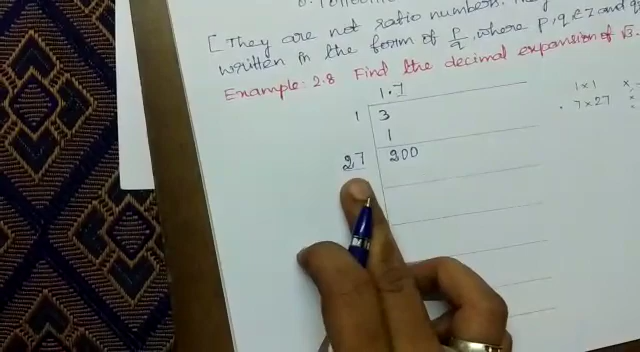 [They are not ratio numbers. They
written in the form of p/q, where p, q ∈ z and q
Example: 2.8 Find the decimal expansion of √3.
1.7
1 3 1×1
1 7×27
27 200